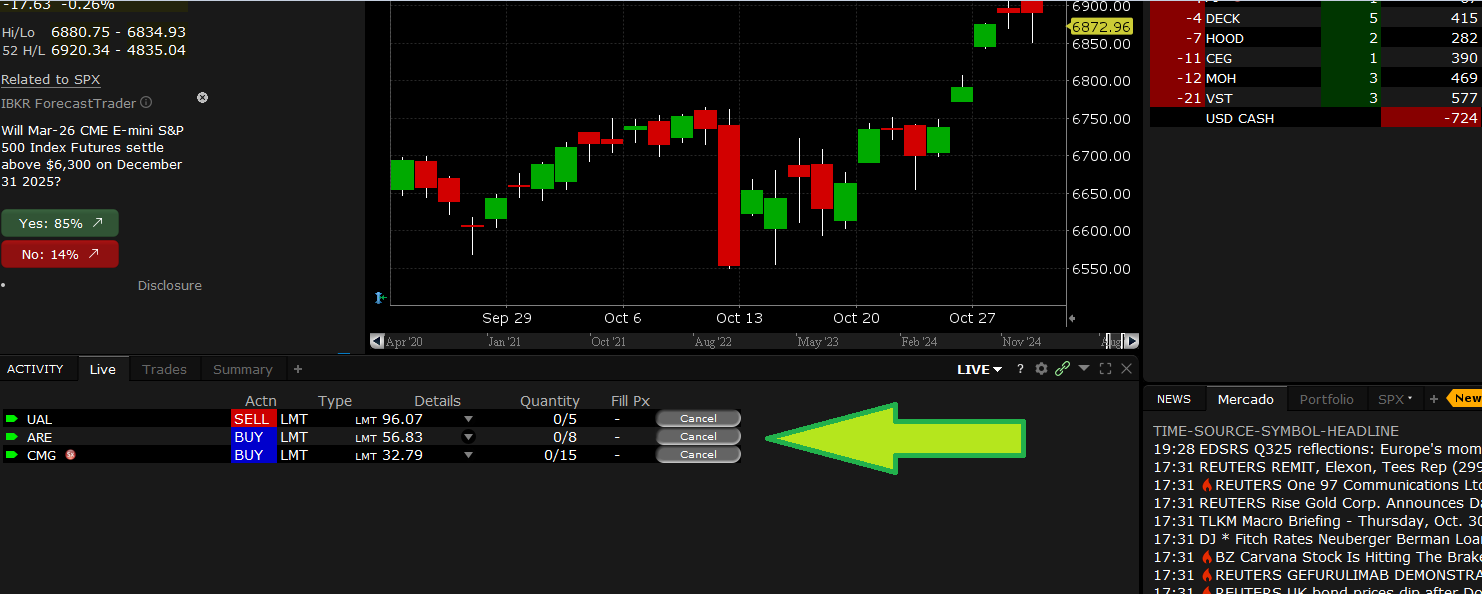 -17.63 -0.26%
Hi/Lo 6880.75 - 6834.93
52 H/L 6920.34 - 4835.04
Related to SPX
IBKR ForecastTrader
Will Mar-26 CME E-mini S&P
500 Index Futures settle
above $6,300 on December
31 2025?
Yes: 85%
No: 14%
Disclosure
6900.00
6872.96
6850.00
6800.00
6750.00
6700.00
6650.00
6600.00
6550.00
Sep 29 Oct 6 Oct 13 Oct 20 Oct 27
Apr '20 Jan '21 Oct '21 Aug '22 May '23 Feb '24 Nov '24
-4 DECK 5 415
-7 HOOD 2 282
-11 CEG 1 390
-12 MOH 3 469
-21 VST 3 577
USD CASH -724
ACTIVITY Live Trades Summary + LIVE ?
Actn Type Details Quantity Fill Px
UAL SELL LMT LMT 96.07 0/5 - Cancel
ARE BUY LMT LMT 56.83 0/8 - Cancel
CMG BUY LMT LMT 32.79 0/15 - Cancel
NEWS Mercado Portfolio SPX + New
TIME-SOURCE-SYMBOL-HEADLINE
19:28 EDSRS Q325 reflections: Europe's mom
17:31 REUTERS REMIT, Elexon, Tees Rep (299
17:31 REUTERS One 97 Communications Ltd
17:31 REUTERS Rise Gold Corp. Announces Da
17:31 TLKM Macro Briefing - Thursday, Oct. 30
17:31 DJ * Fitch Rates Neuberger Berman Loa
17:31 BZ Carvana Stock Is Hitting The Brake
17:31 REUTERS GEFURULIMAB DEMONSTRA
17:31 REUTERS UK bond prices dip after Do